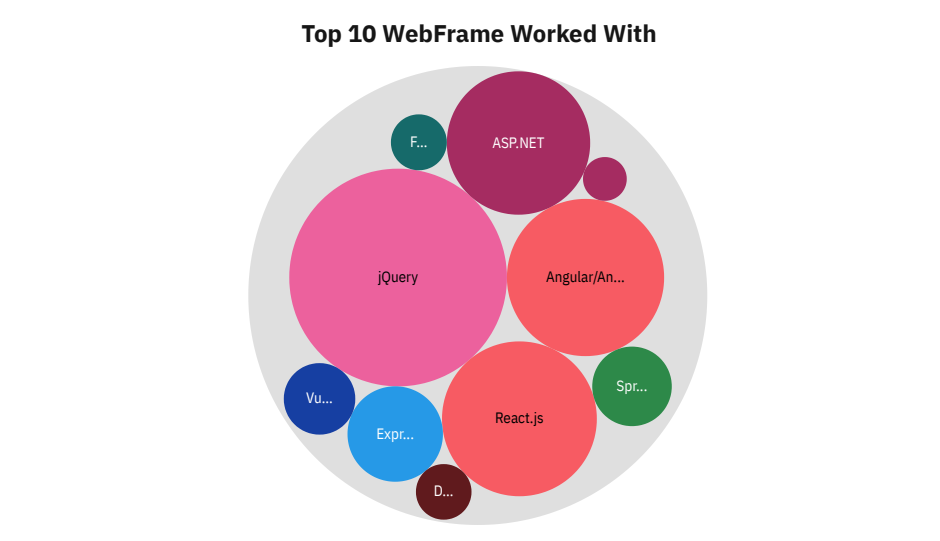 Top 10 WebFrame Worked With
F...
ASP.NET
jQuery
Angular/An...
Spr...
Vu...
React.js
Expr...
D...